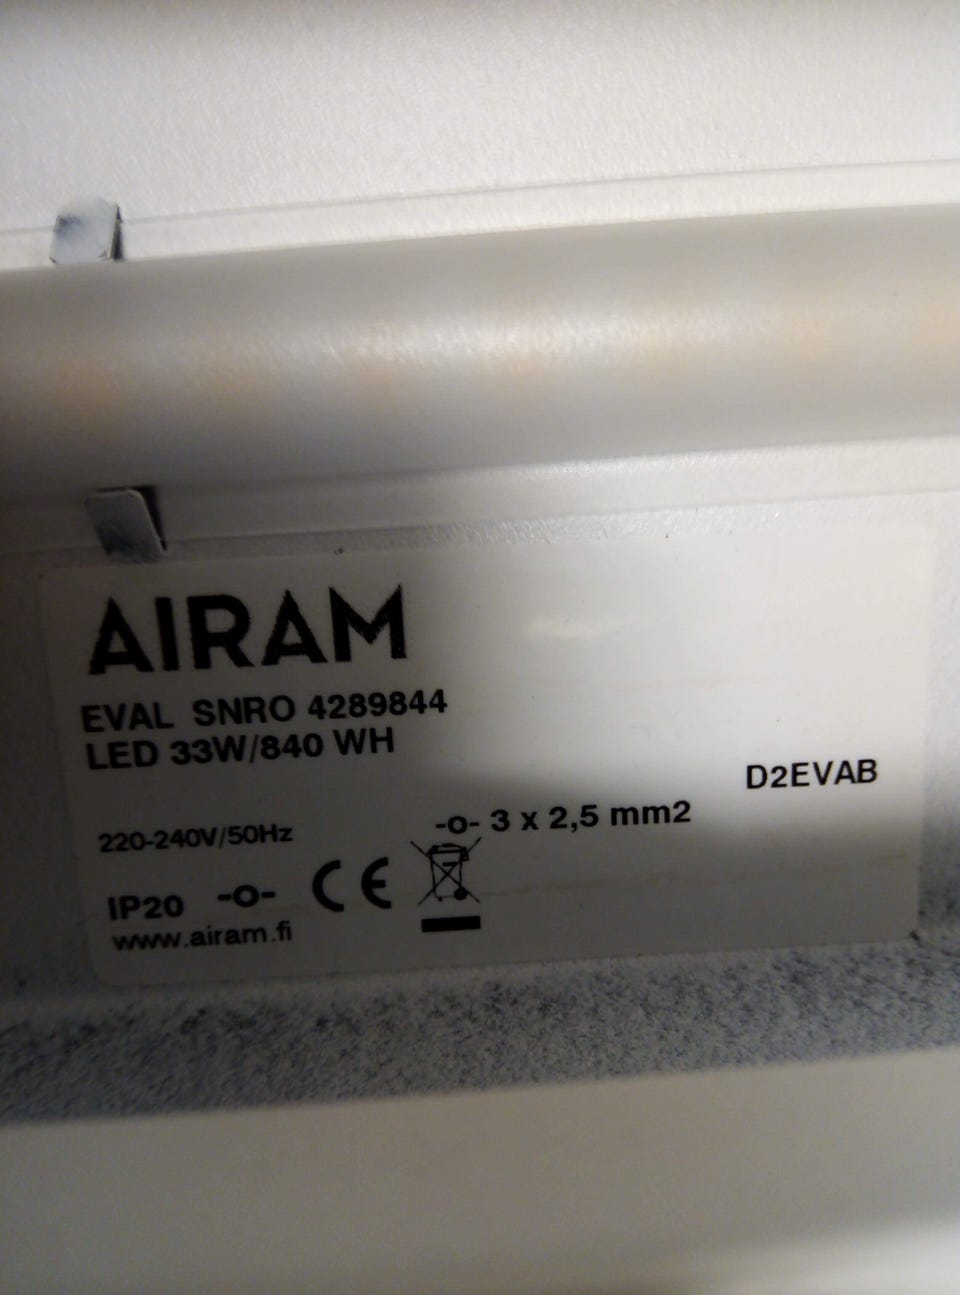 AIRAM
EVAL SNRO 4289844
LED 33W/840 WH
D2EVAB
-o- 3 x 2,5 mm2
220-240V/50Hz
IP20 -o- CE
www.airam.fi